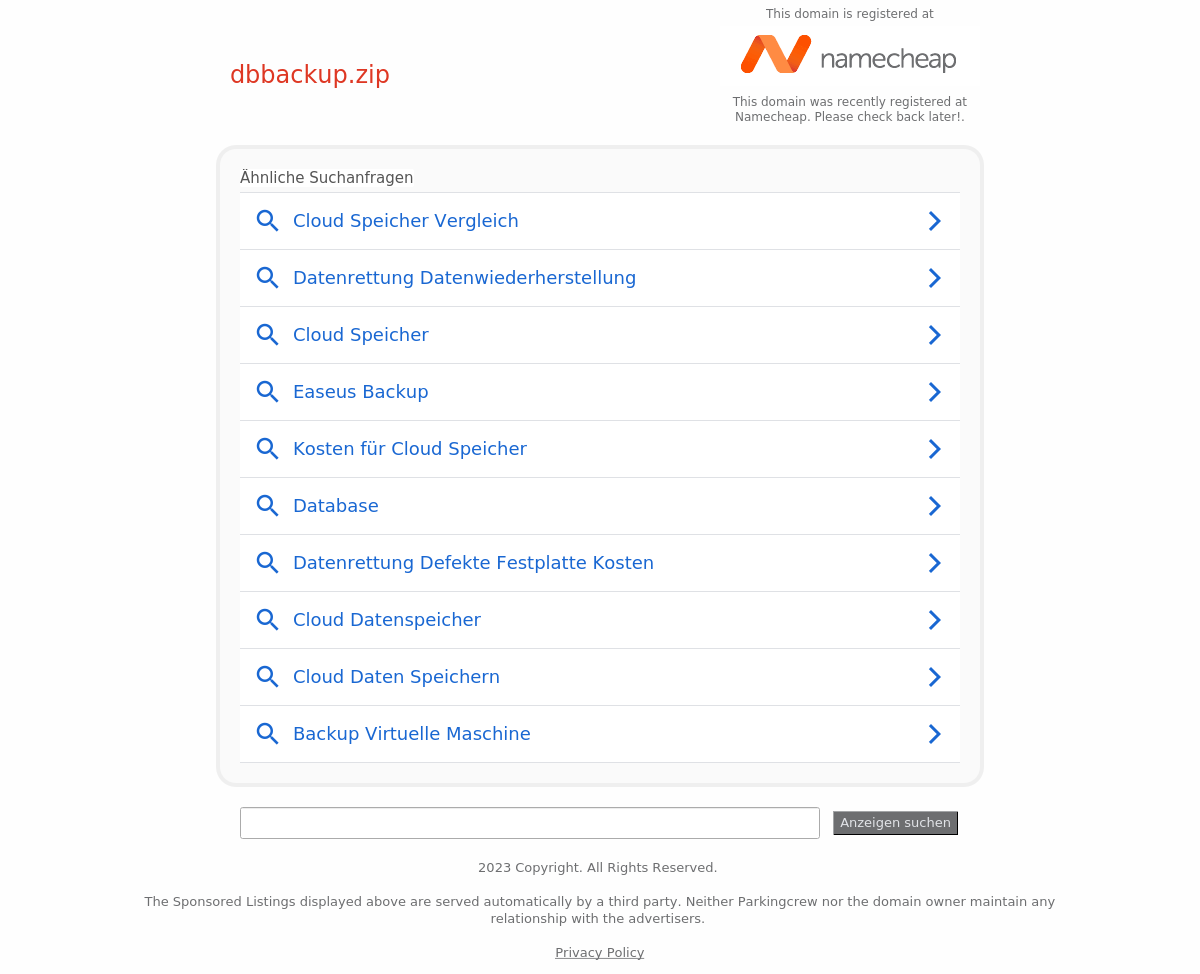 This domain is registered at
namecheap
dbbackup.zip
This domain was recently registered at
Namecheap. Please check back later!.
Ähnliche Suchanfragen
Cloud Speicher Vergleich
Datenrettung Datenwiederherstellung
Cloud Speicher
Easeus Backup
Kosten für Cloud Speicher
Database
Datenrettung Defekte Festplatte Kosten
Cloud Datenspeicher
Cloud Daten Speichern
Backup Virtuelle Maschine
Anzeigen suchen
2023 Copyright. All Rights Reserved.
The Sponsored Listings displayed above are served automatically by a third party. Neither Parkingcrew nor the domain owner maintain any
relationship with the advertisers.
Privacy Policy